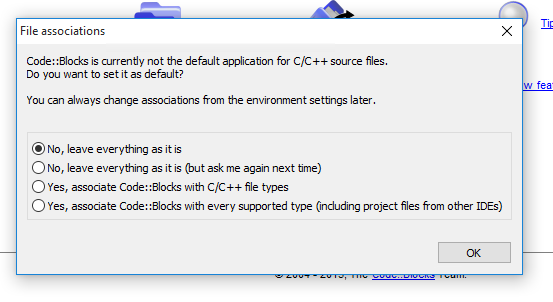 Tip
File associations
Code::Blocks is currently not the default application for C/C++ source files.
Do you want to set it as default?
You can always change associations from the environment settings later.
w feat
No, leave everything as it is
No, leave everything as it is (but ask me again next time)
Yes, associate Code::Blocks with C/C++ file types
Yes, associate Code::Blocks with every supported type (including project files from other IDEs)
OK
© 2004 - 2015, The Code::Blocks Team.